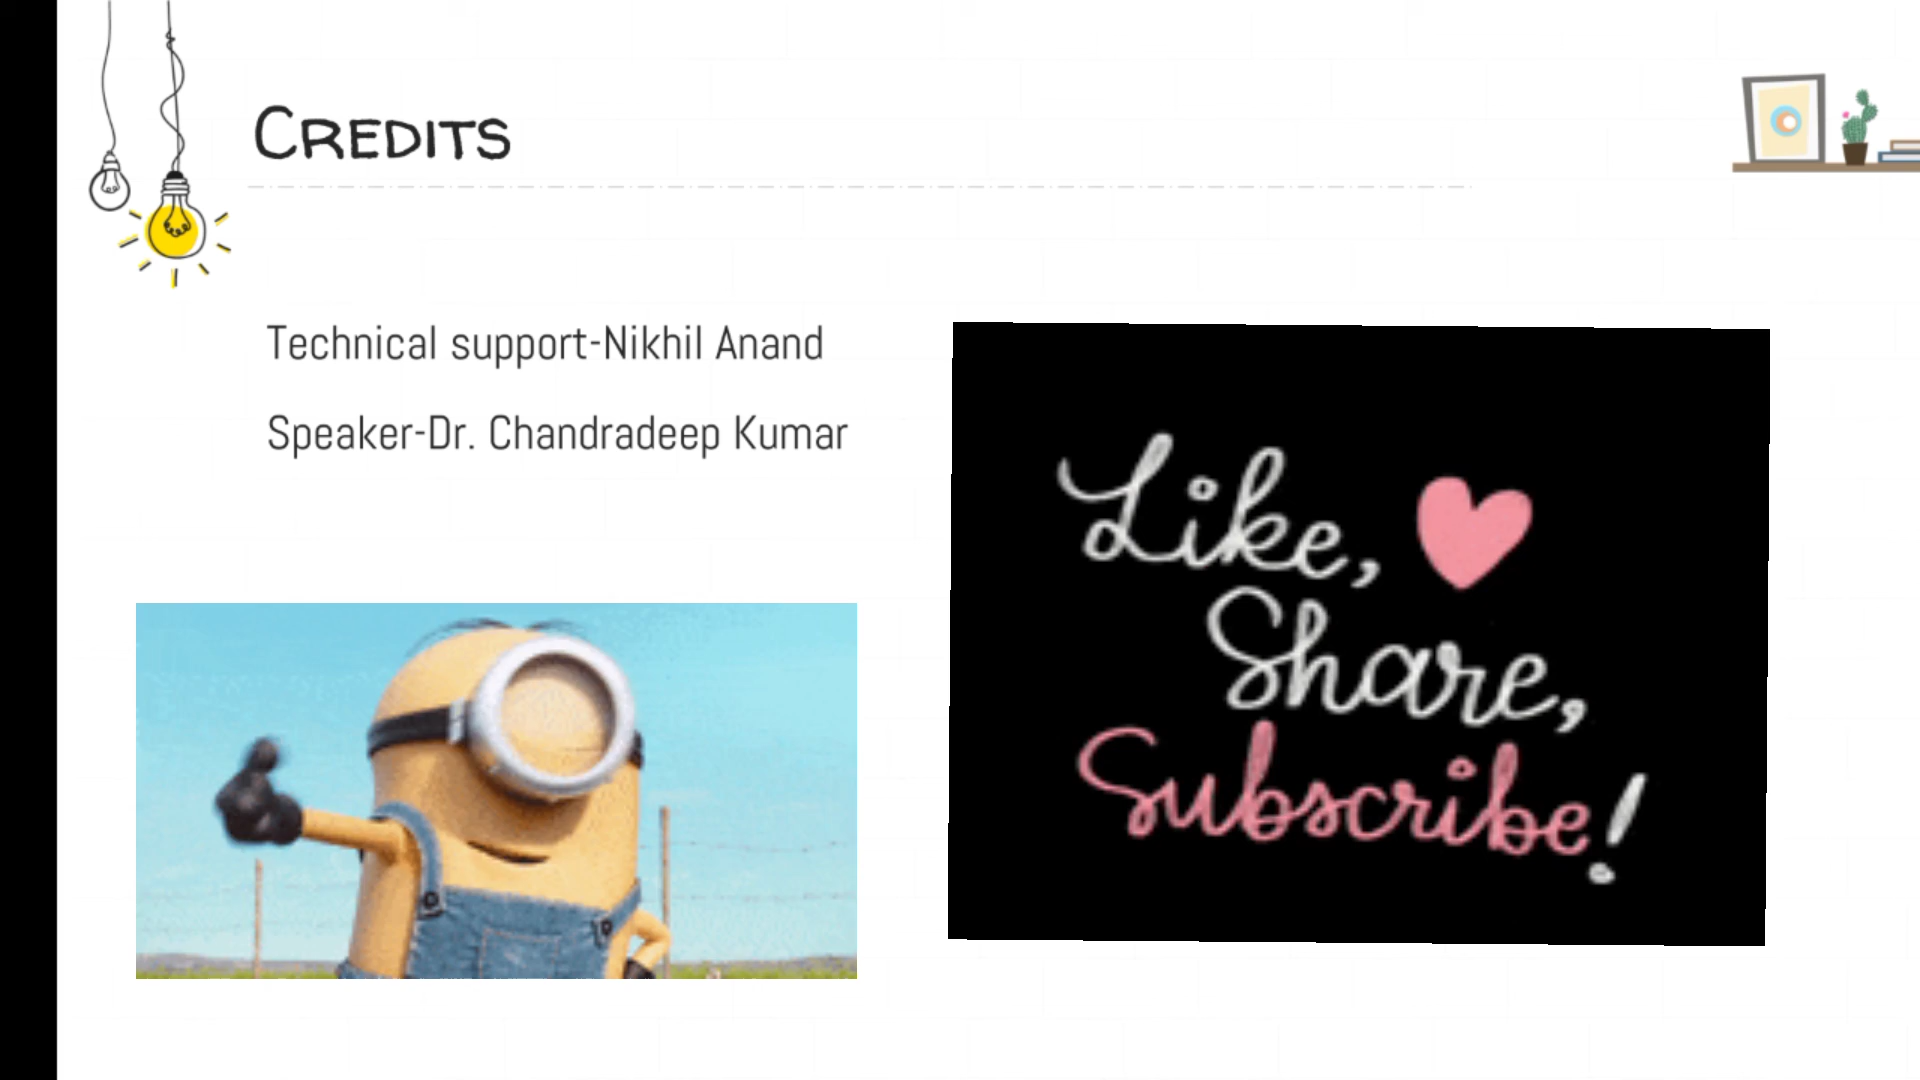 Credits
Technical support-Nikhil Anand
Speaker-Dr. Chandradeep Kumar
Like,
Share,
Subscribe!